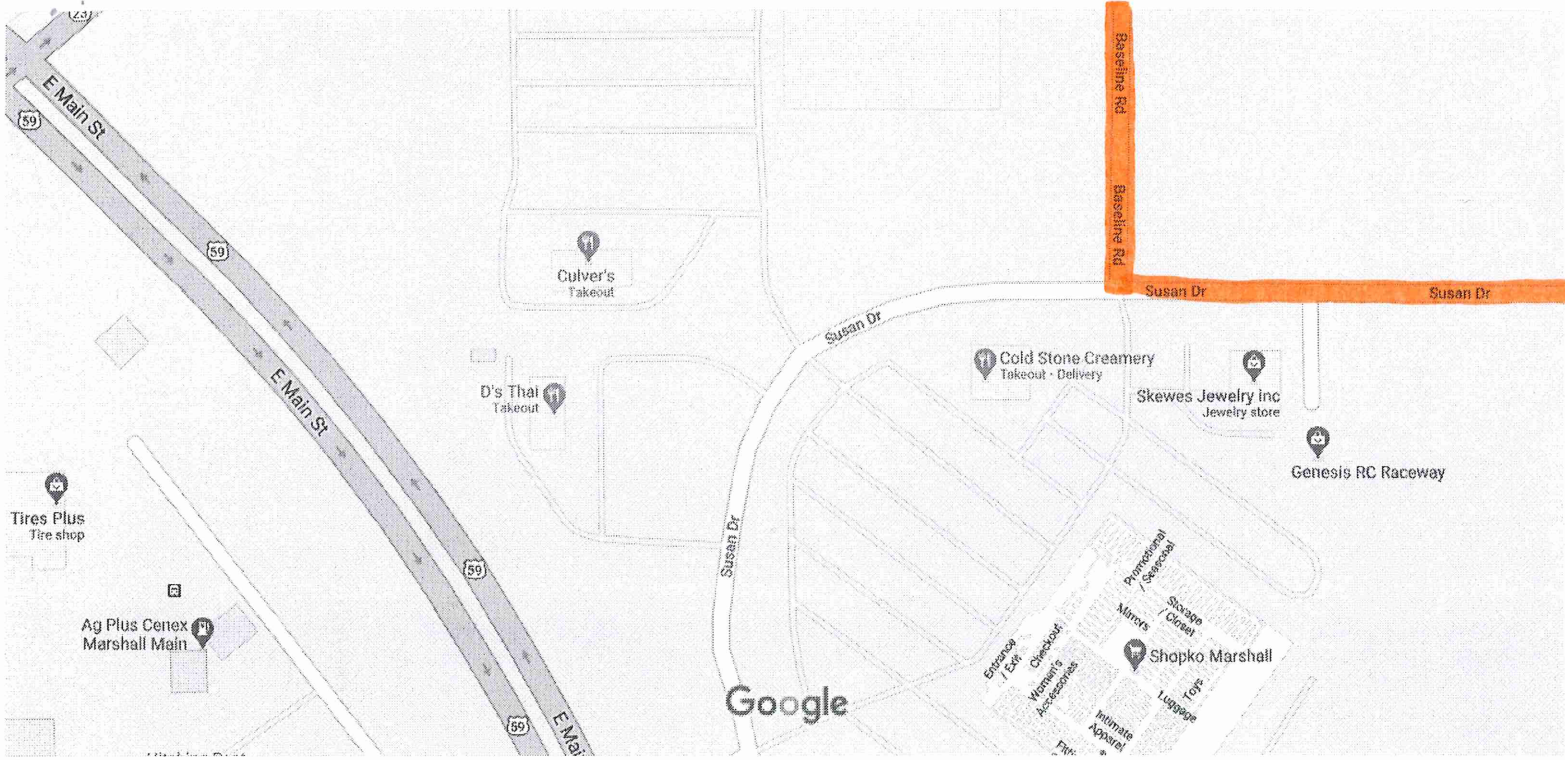 23
E Main St
59
Baseline Rd
Baseline Rd
59
Culver's
Takeout
Susan Dr
Susan Dr
Susan Dr
Cold Stone Creamery
Takeout · Delivery
D's Thai
Takeout
E Main St
Skewes Jewelry inc
Jewelry store
Genesis RC Raceway
Tires Plus
Tire shop
Susan Dr
59
Promotional
/ Seasonal
Storage
/ Closet
Mirrors
Ag Plus Cenex
Marshall Main
Entrance
/ Exit
Checkout
Women's
Accessories
Shopko Marshall
Toys
Luggage
Google
Intimate
Apparel
59
E Mai
Fitti